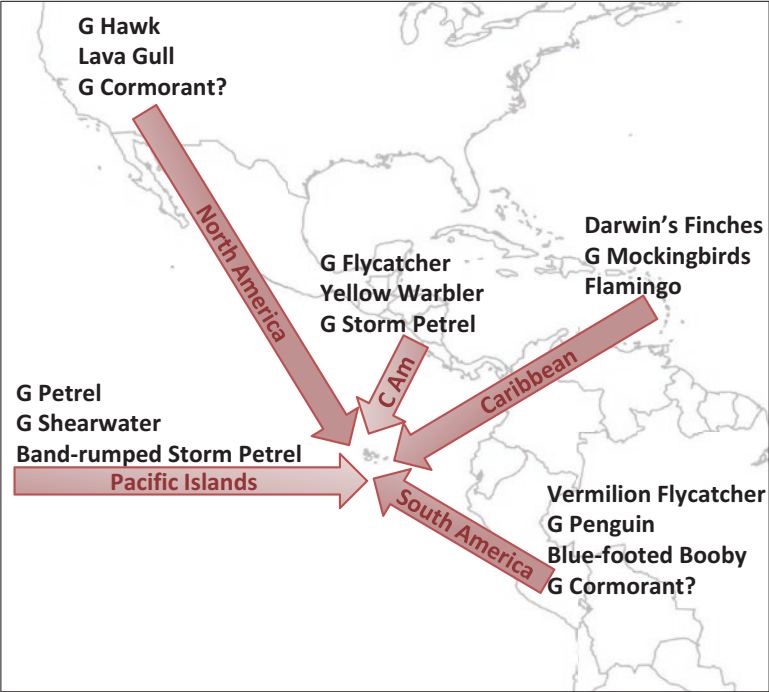 G Hawk
Lava Gull
G Cormorant?
North America
G Flycatcher
Yellow Warbler
G Storm Petrel
C Am
Darwin's Finches
G Mockingbirds
Flamingo
Caribbean
G Petrel
G Shearwater
Band-rumped Storm Petrel
Pacific Islands
South America
Vermilion Flycatcher
G Penguin
Blue-footed Booby
G Cormorant?